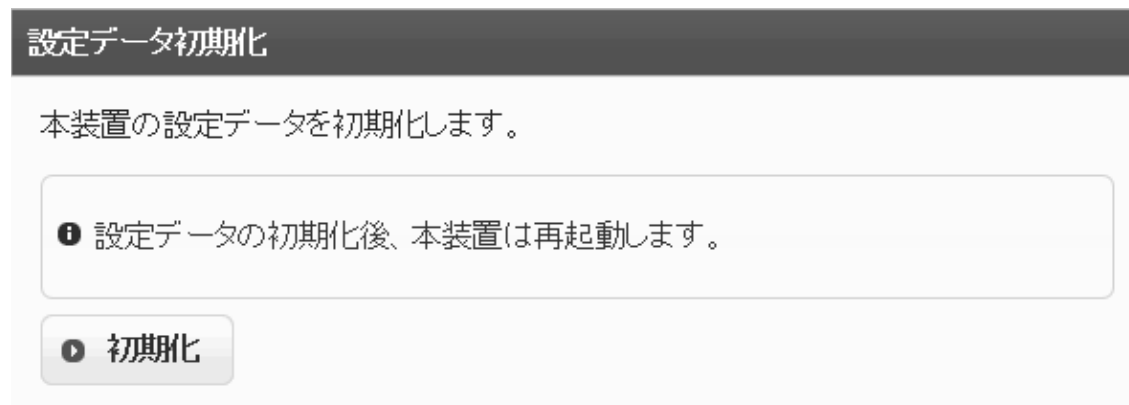 設定データ初期化
本装置の設定データを初期化します。
設定データの初期化後、本装置は再起動します。
初期化